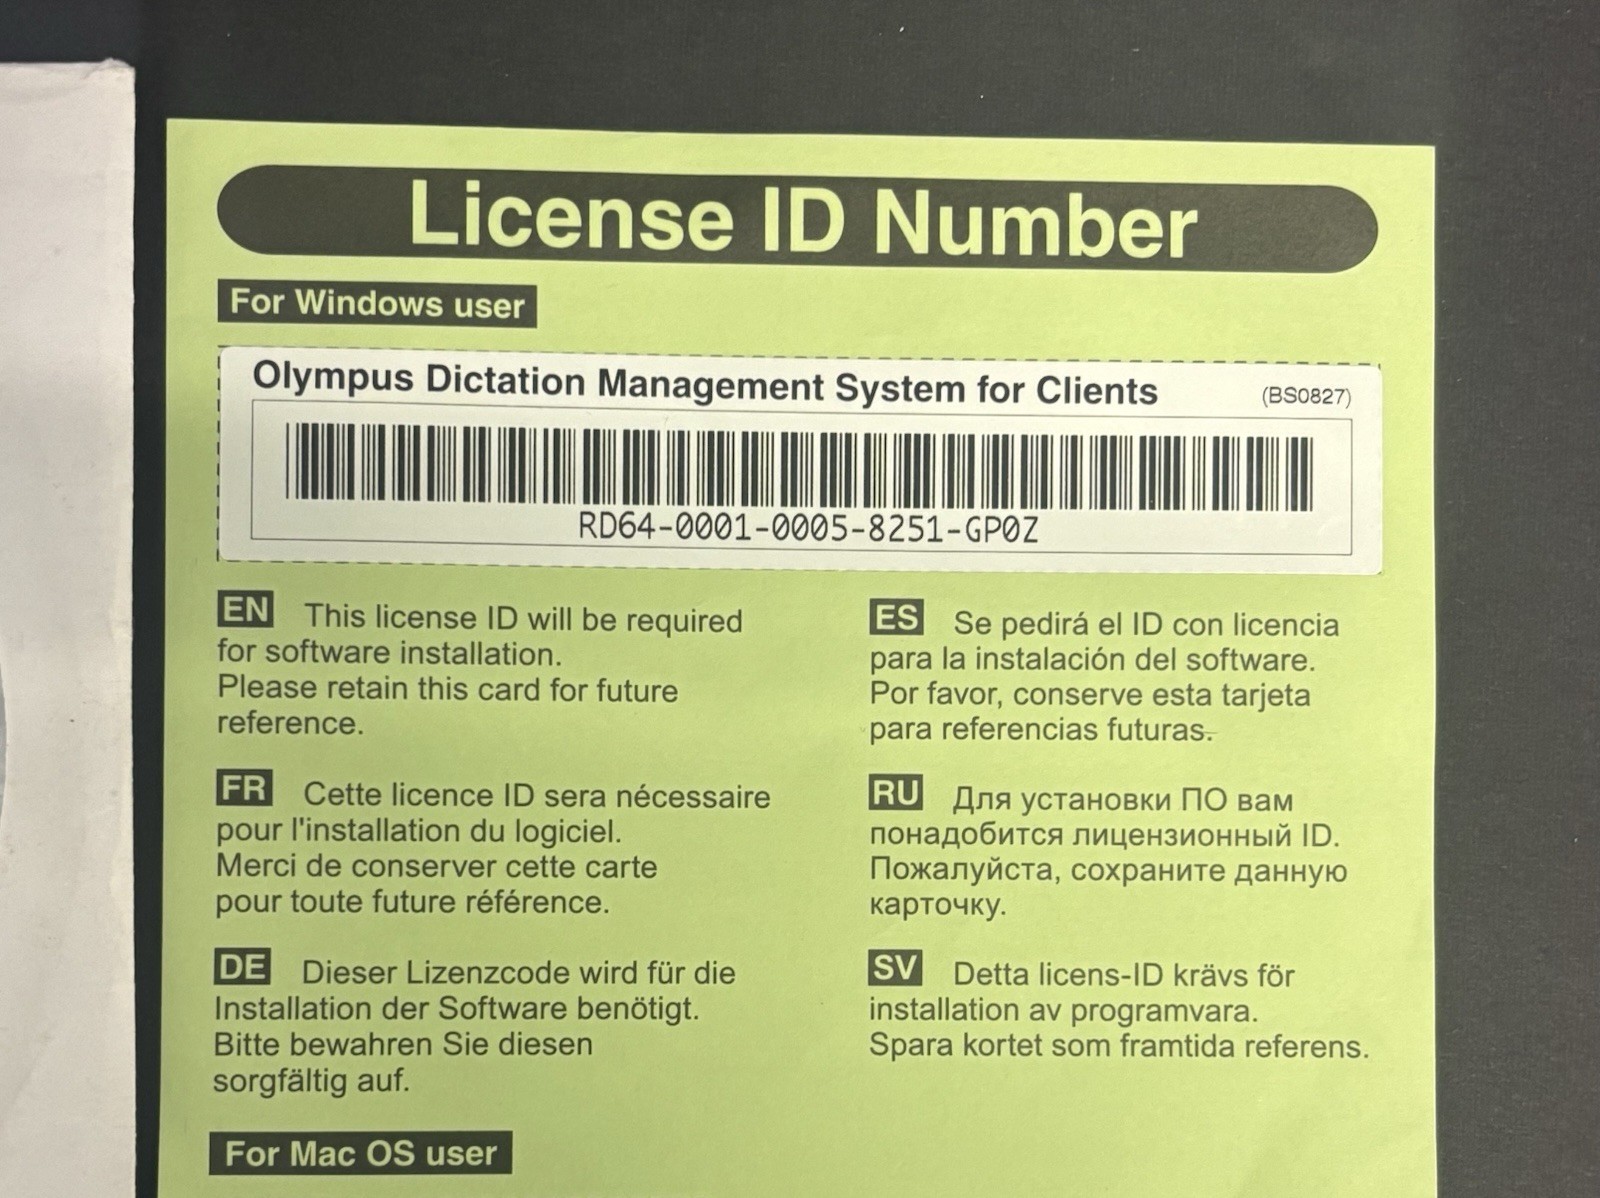 License ID Number
For Windows user
Olympus Dictation Management System for Clients (BS0827)
RD64-0001-0005-8251-GP0Z
EN This license ID will be required
for software installation.
Please retain this card for future
reference.
FR Cette licence ID sera nécessaire
pour l'installation du logiciel.
Merci de conserver cette carte
pour toute future référence.
DE Dieser Lizenzcode wird für die
Installation der Software benötigt.
Bitte bewahren Sie diesen
sorgfältig auf.
ES Se pedirá el ID con licencia
para la instalación del software.
Por favor, conserve esta tarjeta
para referencias futuras.
RU Для установки ПО вам
понадобится лицензионный ID.
Пожалуйста, сохраните данную
карточку.
SV Detta licens-ID krävs för
installation av programvara.
Spara kortet som framtida referens.
For Mac OS user